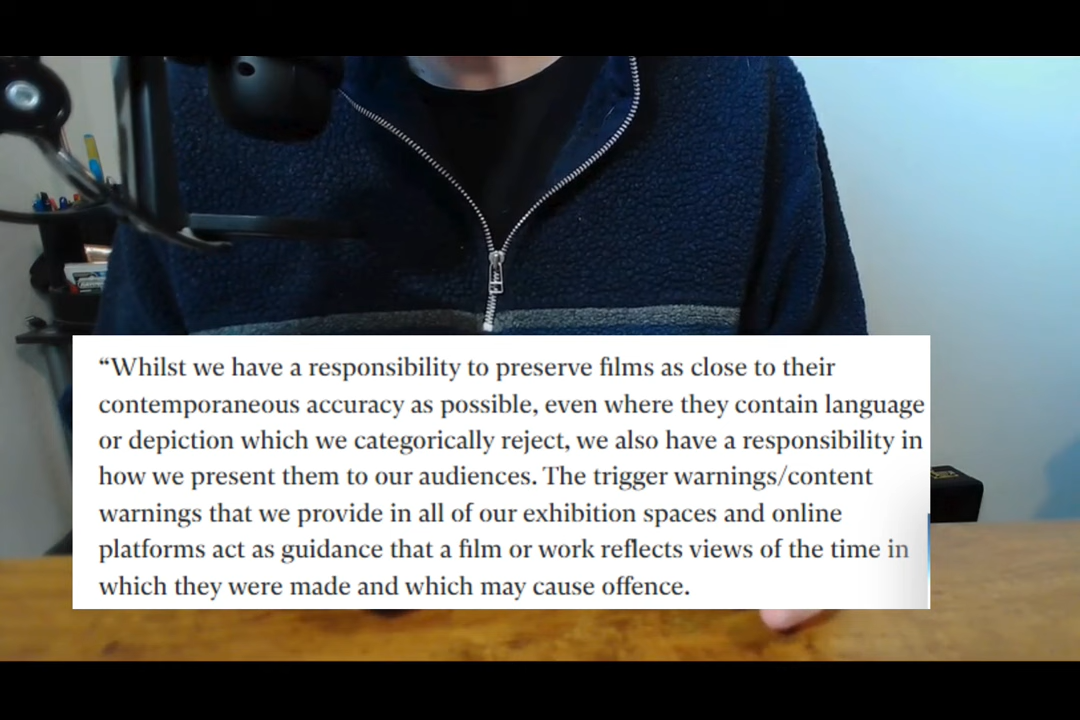 “Whilst we have a responsibility to preserve films as close to their
contemporaneous accuracy as possible, even where they contain language
or depiction which we categorically reject, we also have a responsibility in
how we present them to our audiences. The trigger warnings/content
warnings that we provide in all of our exhibition spaces and online
platforms act as guidance that a film or work reflects views of the time in
which they were made and which may cause offence.